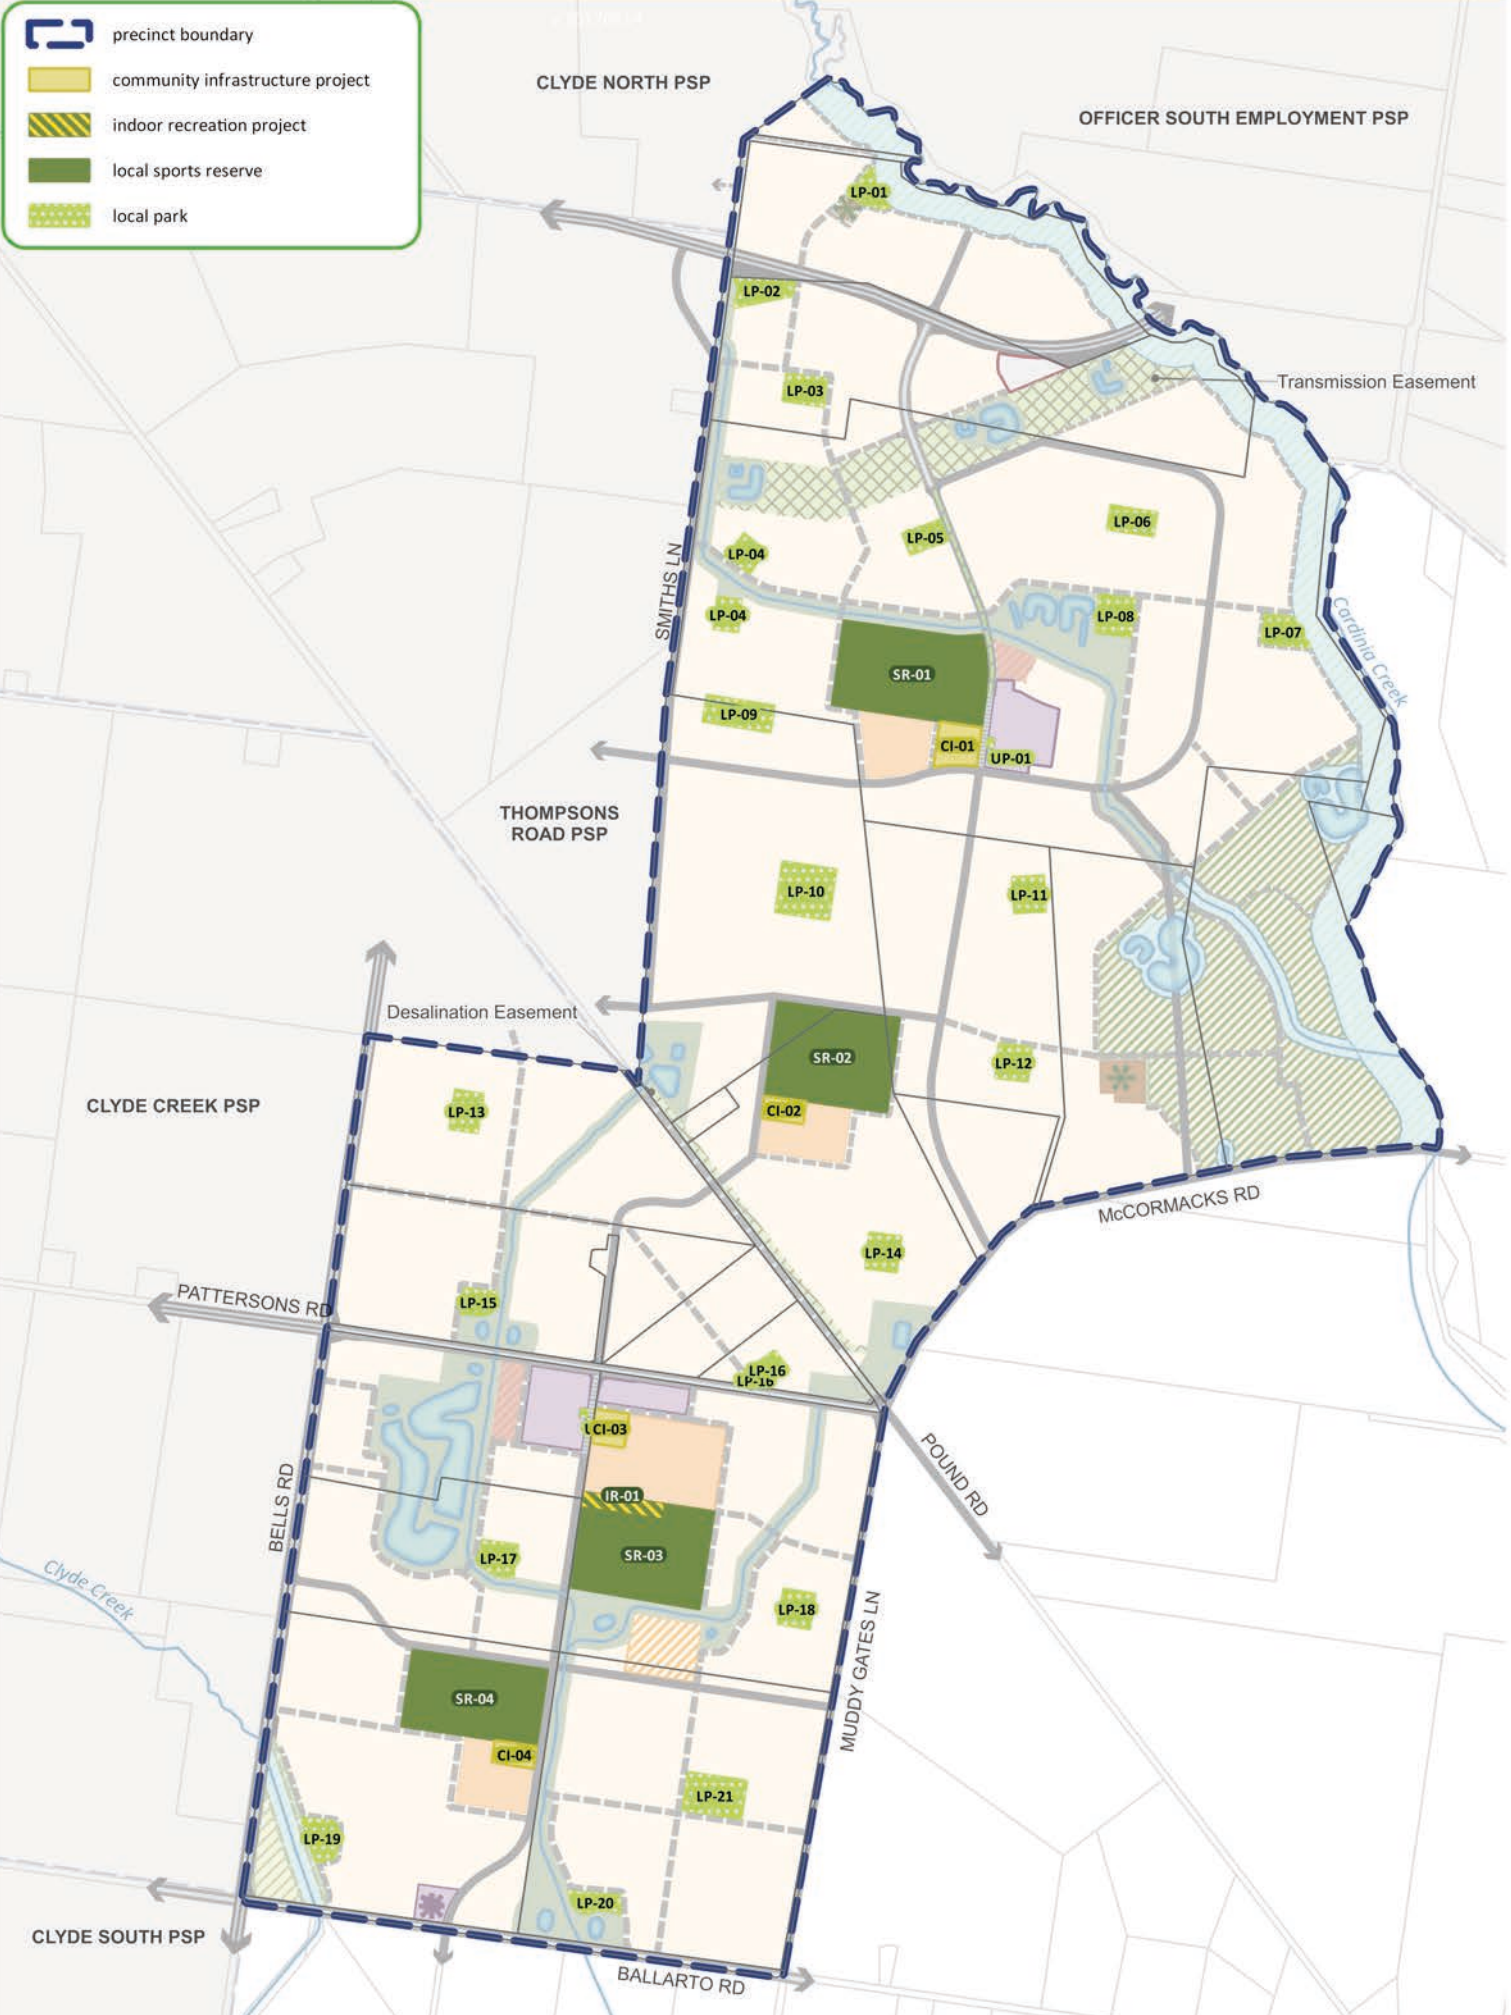 precinct boundary
community infrastructure project
indoor recreation project
local sports reserve
local park
CLYDE NORTH PSP
OFFICER SOUTH EMPLOYMENT PSP
LP-01
LP-02
Transmission Easement
LP-03
LP-06
LP-05
LP-04
SMITHS LN
LP-04
LP-08
LP-07
Cardinia Creek
SR-01
LP-09
CI-01
UP-01
THOMPSONS
ROAD PSP
LP-10
LP-11
Desalination Easement
SR-02
LP-12
CLYDE CREEK PSP
LP-13
CI-02
McCORMACKS RD
LP-14
PATTERSONS RD
LP-15
LP-16
LP-16
CI-03
POUND RD
BELLS RD
IR-01
SR-03
LP-17
Clyde Creek
LP-18
MUDDY GATES LN
SR-04
CI-04
LP-21
LP-19
LP-20
CLYDE SOUTH PSP
BALLARTO RD